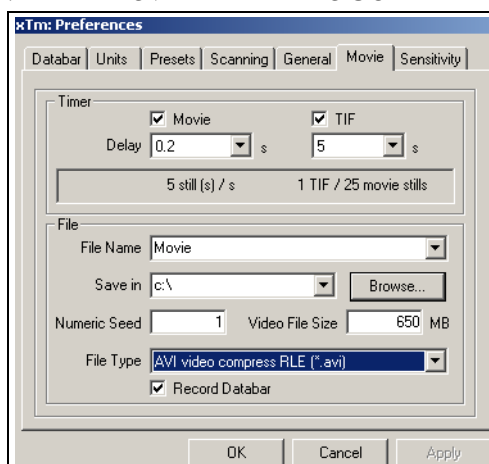 xTm: Preferences
Databar Units Presets Scanning General Movie Sensitivity
Timer
Movie TIF
Delay 0.2 s 5 s
5 still (s) / s 1 TIF / 25 movie stills
File
File Name Movie
Save in c:\ Browse...
Numeric Seed 1 Video File Size 650 MB
File Type AVI video compress RLE (*.avi)
Record Databar
OK Cancel Apply